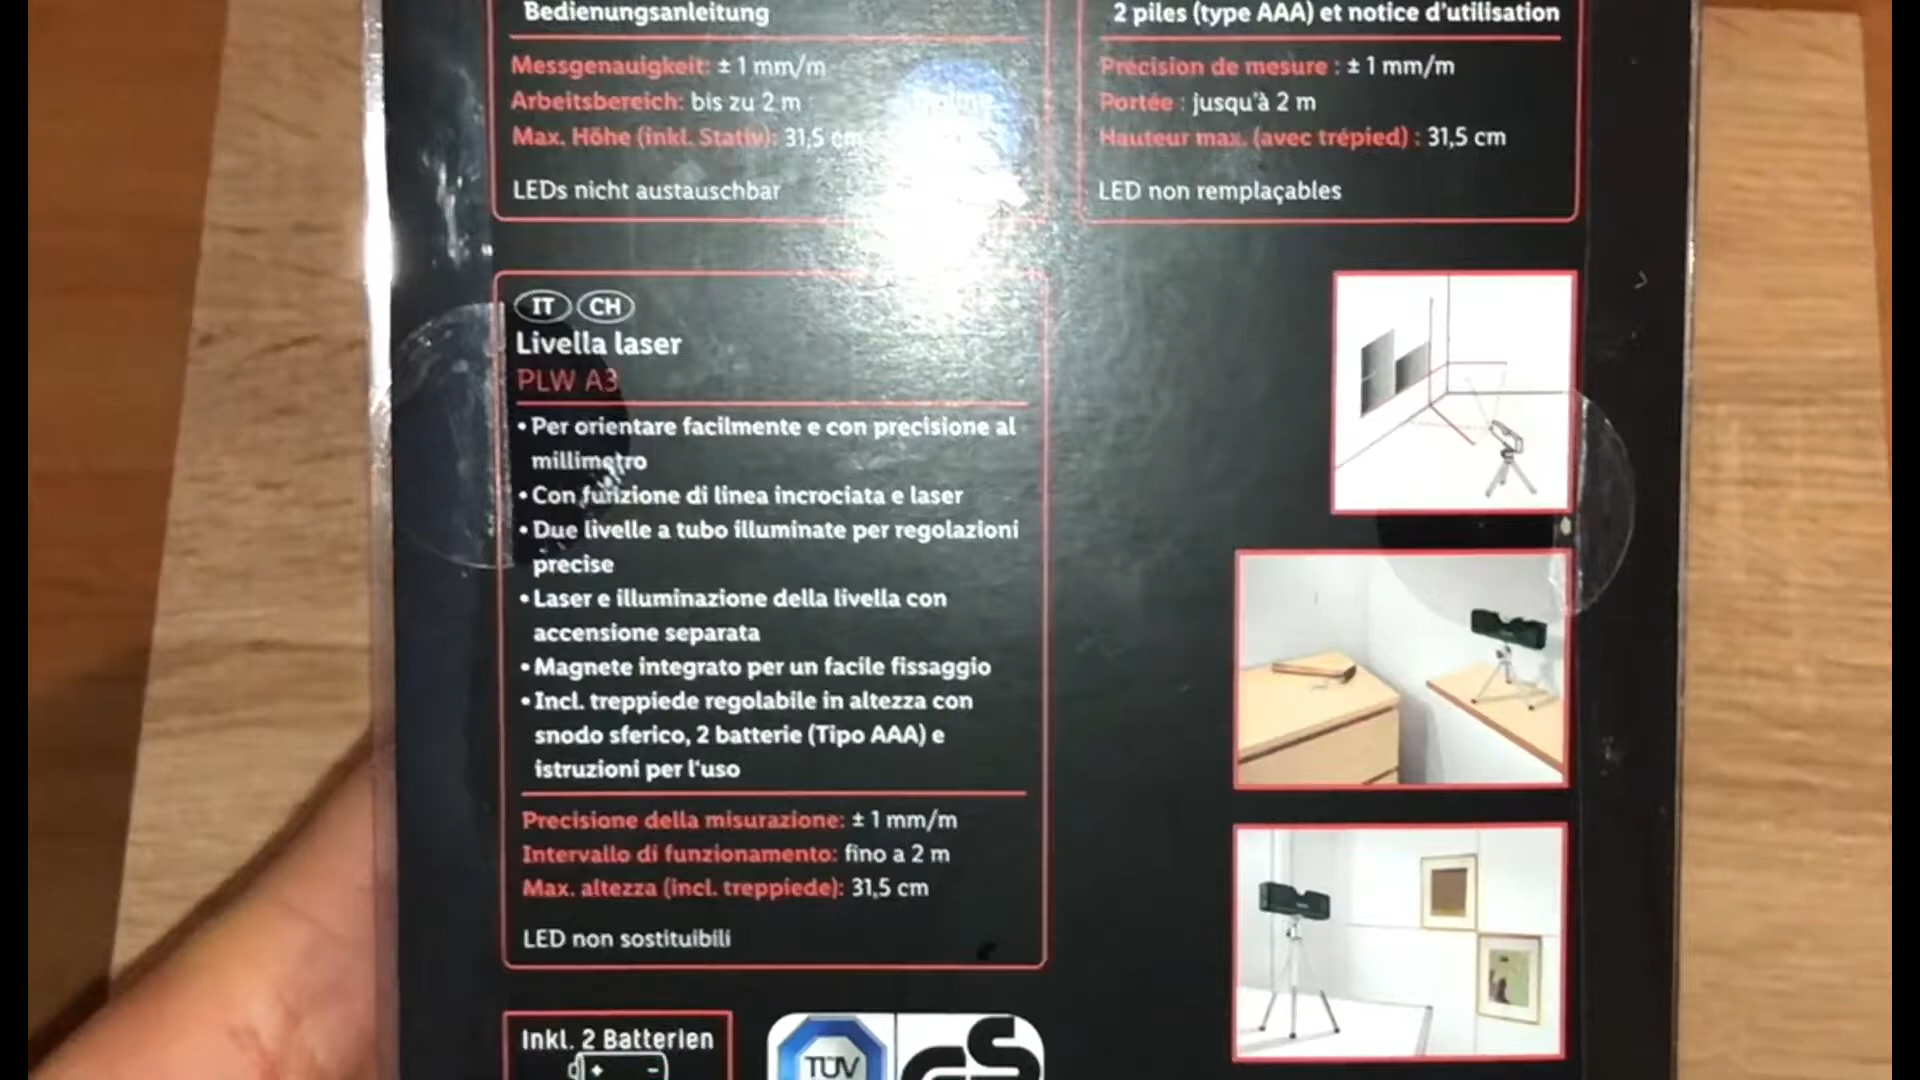 Bedienungsanleitung
Messgenauigkeit: ± 1 mm/m
Arbeitsbereich: bis zu 2 m
Max. Höhe (inkl. Stativ): 31,5 cm
LEDs nicht austauschbar
2 piles (type AAA) et notice d'utilisation
Précision de mesure : ± 1 mm/m
Portée : jusqu'à 2 m
Hauteur max. (avec trépied) : 31,5 cm
LED non remplaçables
IT CH
Livella laser
PLW A3
• Per orientare facilmente e con precisione al
millimetro
• Con funzione di linea incrociata e laser
• Due livelle a tubo illuminate per regolazioni
precise
• Laser e illuminazione della livella con
accensione separata
• Magnete integrato per un facile fissaggio
• Incl. treppiede regolabile in altezza con
snodo sferico, 2 batterie (Tipo AAA) e
istruzioni per l'uso
Precisione della misurazione: ± 1 mm/m
Intervallo di funzionamento: fino a 2 m
Max. altezza (incl. treppiede): 31,5 cm
LED non sostituibili
Inkl. 2 Batterien
+ -
TÜV
GS